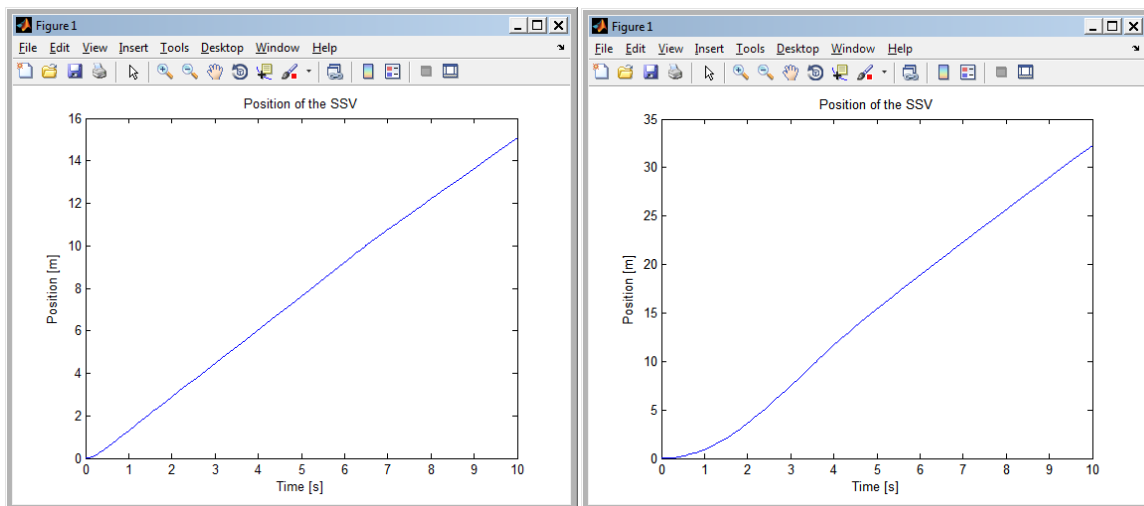 Figure 1
File Edit View Insert Tools Desktop Window Help
Position of the SSV
16
14
12
10
8
6
4
2
0
Position [m]
0 1 2 3 4 5 6 7 8 9 10
Time [s]
Figure 1
File Edit View Insert Tools Desktop Window Help
Position of the SSV
35
30
25
20
15
10
5
0
Position [m]
0 1 2 3 4 5 6 7 8 9 10
Time [s]